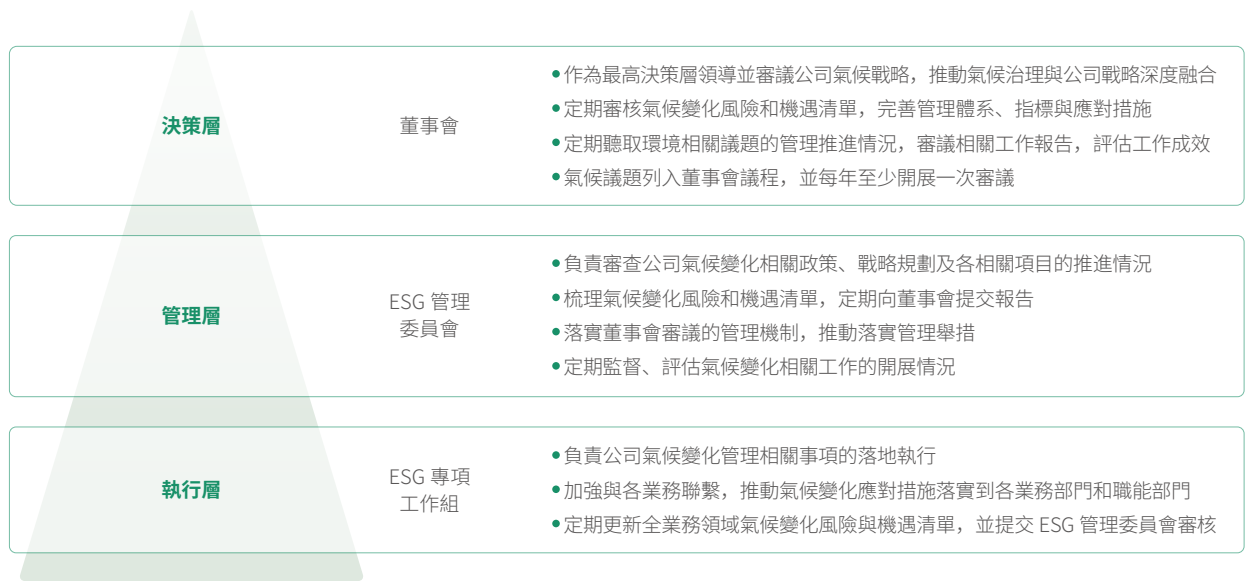 決策層
董事會
●作為最高決策層領導並審議公司氣候戰略，推動氣候治理與公司戰略深度融合
●定期審核氣候變化風險和機遇清單，完善管理體系、指標與應對措施
●定期聽取環境相關議題的管理推進情況，審議相關工作報告，評估工作成效
●氣候議題列入董事會議程，並每年至少開展一次審議
管理層
ESG 管理
委員會
●負責審查公司氣候變化相關政策、戰略規劃及各相關項目的推進情況
●梳理氣候變化風險和機遇清單，定期向董事會提交報告
●落實董事會審議的管理機制，推動落實管理舉措
●定期監督、評估氣候變化相關工作的開展情況
執行層
ESG 專項
工作組
●負責公司氣候變化管理相關事項的落地執行
●加強與各業務聯繫，推動氣候變化應對措施落實到各業務部門和職能部門
●定期更新全業務領域氣候變化風險與機遇清單，並提交 ESG 管理委員會審核